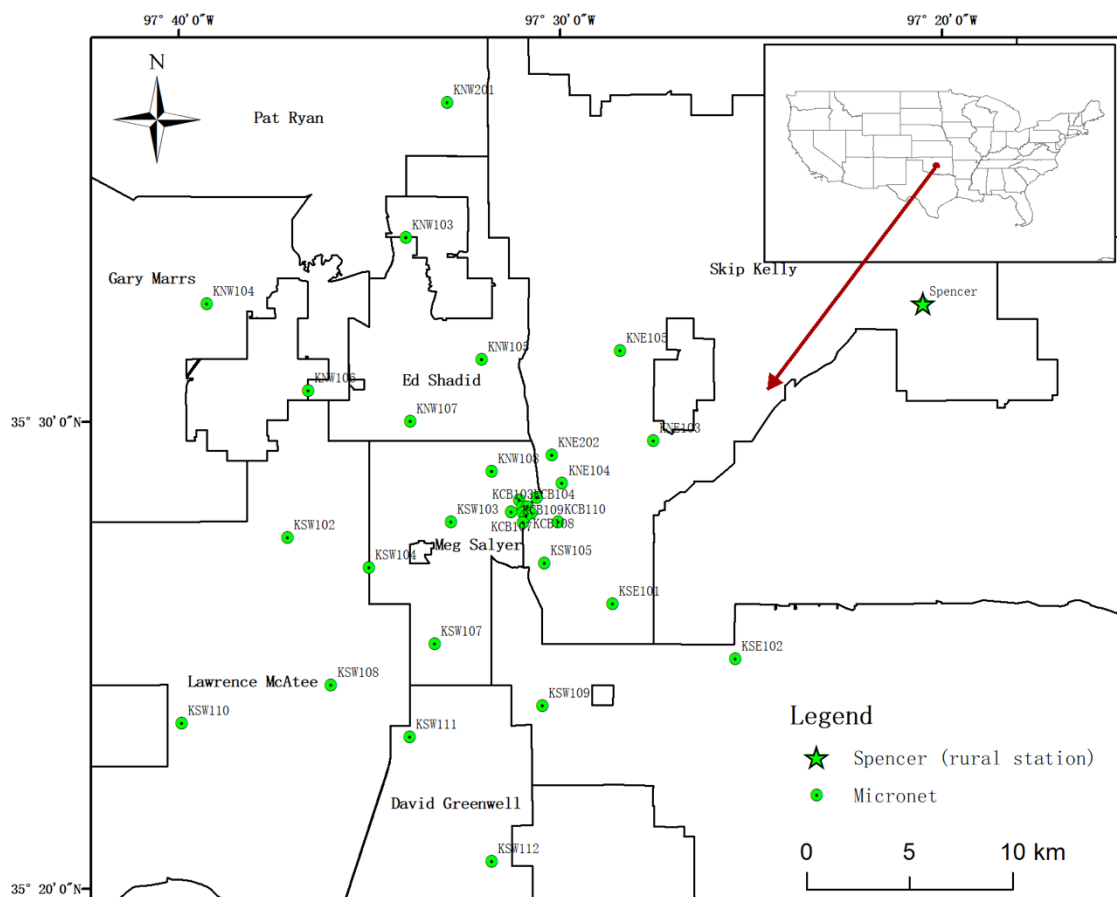 97° 40′0″W
97° 30′0″W
97° 20′0″W
N
KNW201
Pat Ryan
KNW103
Skip Kelly
Gary Marrs
KNW104
Spencer
KNE105
KNW105
Ed Shadid
KNW106
35° 30′0″N
KNW107
KNE103
KNE202
KNW108
KNE104
KCB103
KCB104
KSW103
KCB109
KCB110
KCB108
KSW102
Meg Salyer
KSW105
KSW104
KSE101
KSW107
KSE102
Lawrence McAtee
KSW108
KSW109
KSW110
KSW111
Legend
Spencer (rural station)
Micronet
David Greenwell
KSW112
0
5
10 km
35° 20′0″N